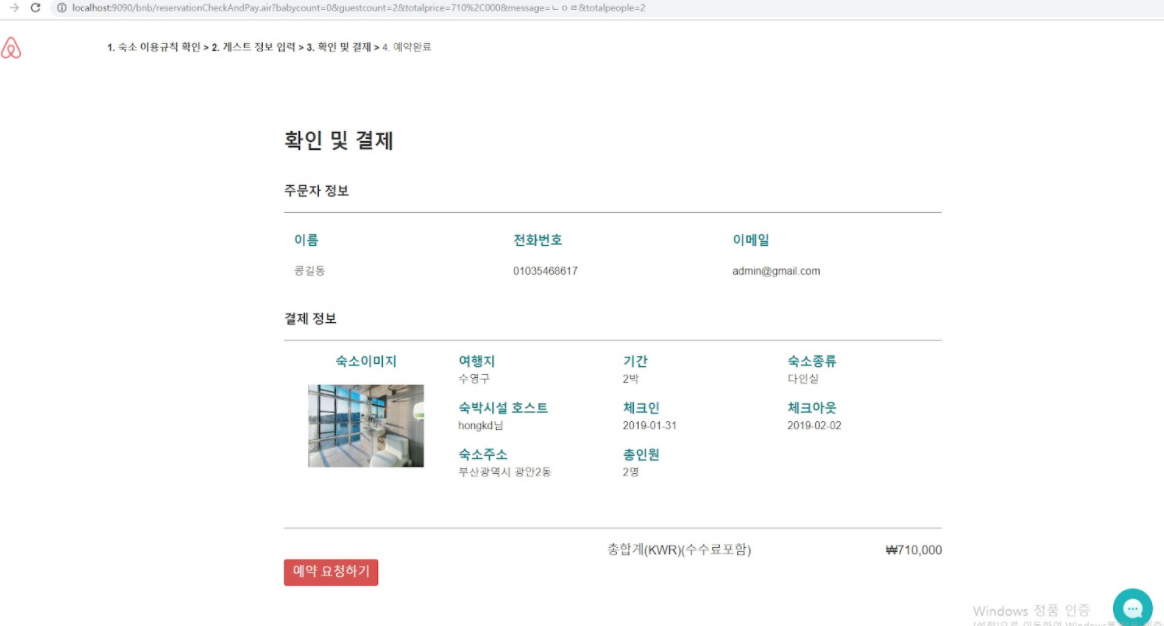 localhost:9090/bnb/reservationCheckAndPay.air?babycount=0&guestcount=2&totalprice=710%2C000&message=ㄴㅇㄹ&totalpeople=2
1. 숙소 이용규칙 확인 > 2. 게스트 정보 입력 > 3. 확인 및 결제 > 4. 예약완료
확인 및 결제
주문자 정보
이름 전화번호 이메일
콩길동 01035468617 admin@gmail.com
결제 정보
숙소이미지 여행지 기간 숙소종류
수영구 2박 다인실
숙박시설 호스트 체크인 체크아웃
hongkd님 2019-01-31 2019-02-02
숙소주소 총인원
부산광역시 광안2동 2명
총합계(KWR)(수수료포함) ₩710,000
예약 요청하기
Windows 정품 인증